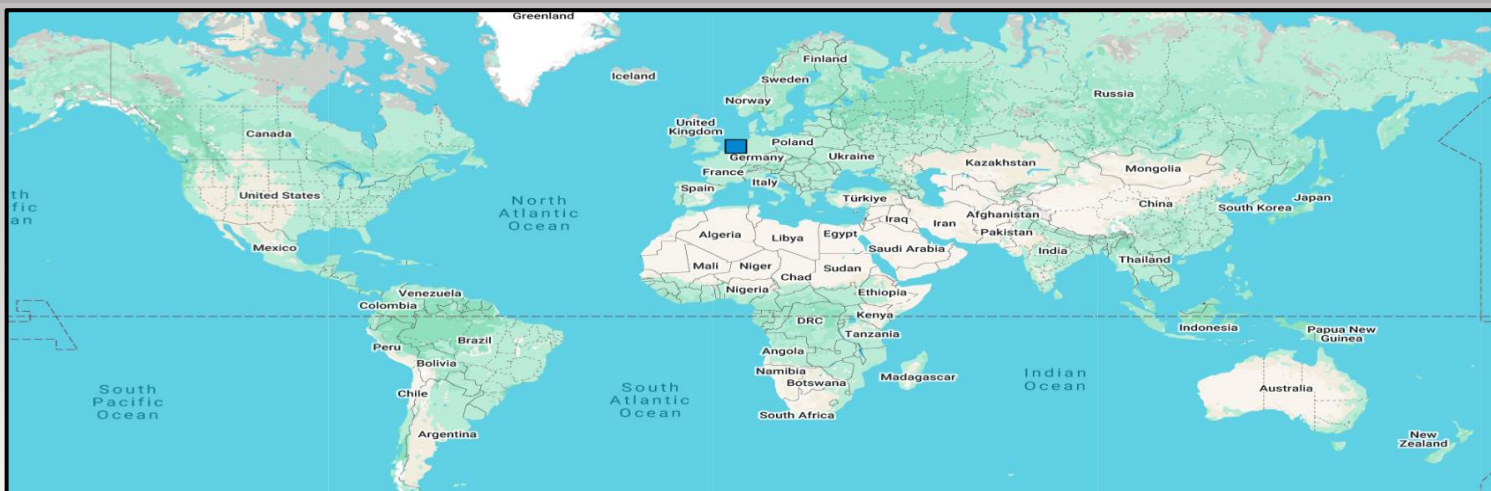 Greenland
Iceland
Finland
Sweden
Norway
Russia
United
Kingdom
Canada
Poland
Germany
Ukraine
France
Kazakhstan
Mongolia
United States
Spain
Italy
Türkiye
North
Atlantic
Ocean
th
fic
an
Iraq
Iran
Afghanistan
Pakistan
China
South Korea
Japan
Mexico
Algeria
Libya
Egypt
Saudi Arabia
India
Thailand
Mali
Niger
Chad
Sudan
Nigeria
Ethiopia
Venezuela
Colombia
DRC
Kenya
Tanzania
Indonesia
Papua New
Guinea
Peru
Brazil
Bolivia
Angola
Namibia
Botswana
Madagascar
Indian
Ocean
South
Pacific
Ocean
Chile
South
Atlantic
Ocean
South Africa
Australia
Argentina
New
Zealand